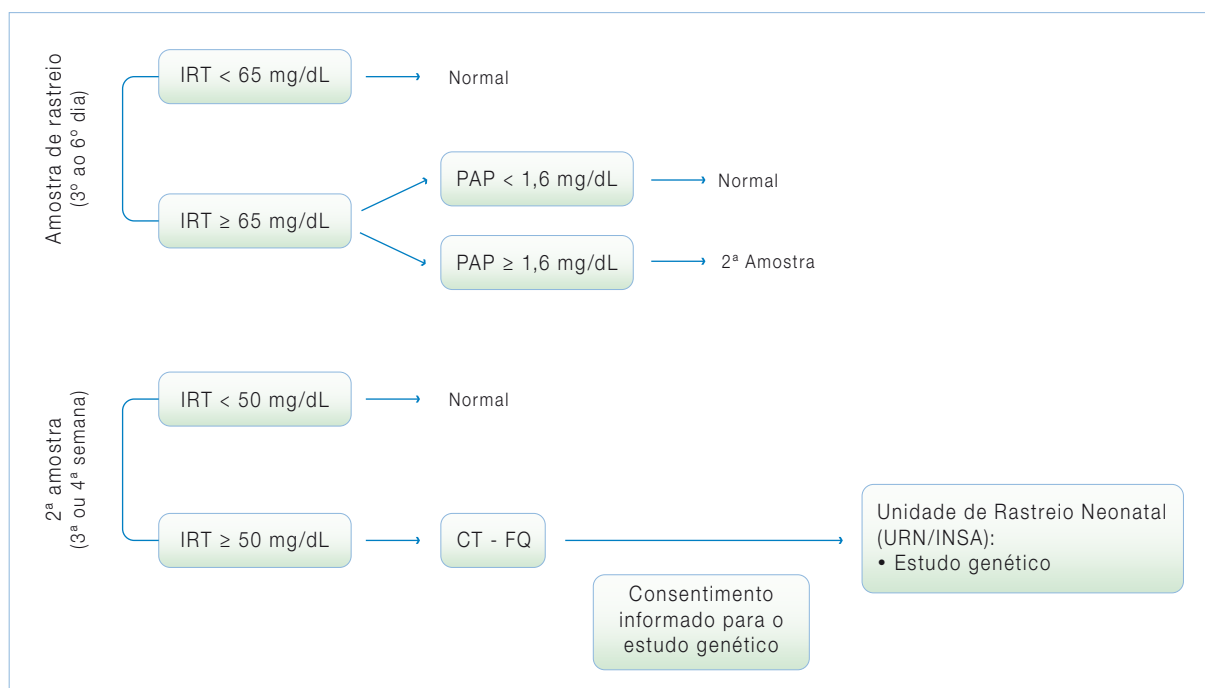 Amostra de rastreio
(3º ao 6º dia)
IRT < 65 mg/dL
Normal
IRT ≥ 65 mg/dL
PAP < 1,6 mg/dL
Normal
PAP ≥ 1,6 mg/dL
2ª Amostra
2ª amostra
(3ª ou 4ª semana)
IRT < 50 mg/dL
Normal
IRT ≥ 50 mg/dL
CT - FQ
Consentimento
informado para o
estudo genético
Unidade de Rastreio Neonatal
(URN/INSA):
• Estudo genético